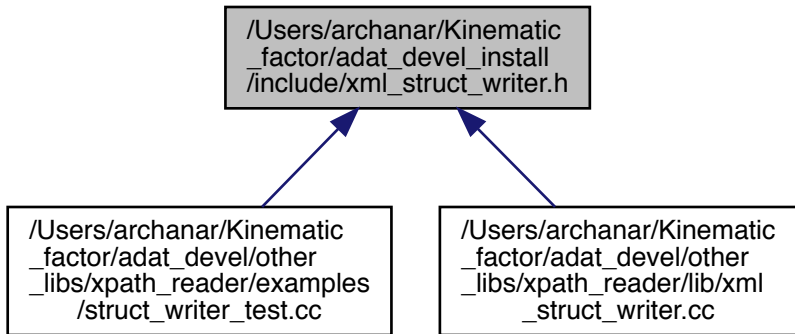 /Users/archanar/Kinematic
_factor/adat_devel_install
/include/xml_struct_writer.h
/Users/archanar/Kinematic
_factor/adat_devel/other
_libs/xpath_reader/examples
/struct_writer_test.cc
/Users/archanar/Kinematic
_factor/adat_devel/other
_libs/xpath_reader/lib/xml
_struct_writer.cc